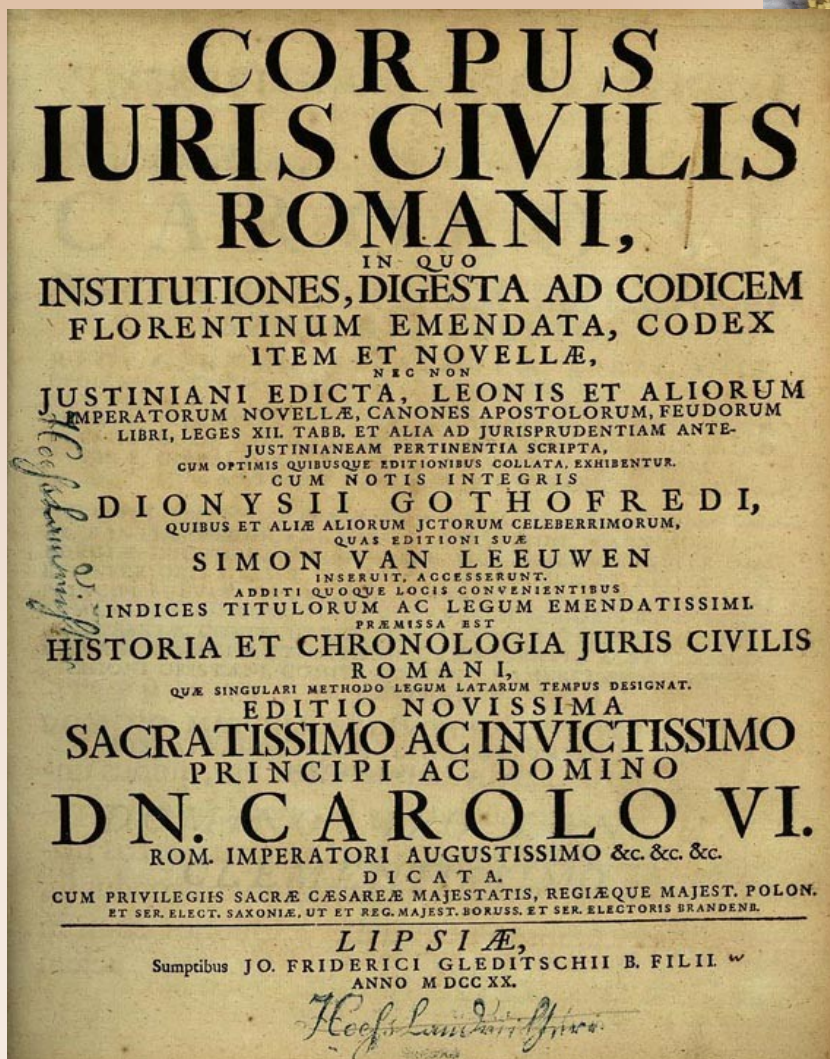 CORPUS
IURIS CIVILIS
ROMANI,
IN QUO
INSTITUTIONES, DIGESTA AD CODICEM
FLORENTINUM EMENDATA, CODEX
ITEM ET NOVELLÆ,
NEC NON
JUSTINIANI EDICTA, LEONIS ET ALIORUM
IMPERATORUM NOVELLÆ, CANONES APOSTOLORUM, FEUDORUM
LIBRI, LEGES XII. TABB. ET ALIA AD JURISPRUDENTIAM ANTE-
JUSTINIANEAM PERTINENTIA SCRIPTA,
CUM OPTIMIS QUIBUSQUE EDITIONIBUS COLLATA, EXHIBENTUR.
CUM NOTIS INTEGRIS
DIONYSII GOTHOFREDI,
QUIBUS ET ALIÆ ALIORUM JCTORUM CELEBERRIMORUM,
QUAS EDITIONI SUÆ
SIMON VAN LEEUWEN
INSERUIT, ACCESSERUNT.
ADDITI QUOQUE LOCIS CONVENIENTIBUS
INDICES TITULORUM AC LEGUM EMENDATISSIMI.
PRÆMISSA EST
HISTORIA ET CHRONOLOGIA JURIS CIVILIS
ROMANI,
QUÆ SINGULARI METHODO LEGUM LATARUM TEMPUS DESIGNAT.
EDITIO NOVISSIMA
SACRATISSIMO AC INVICTISSIMO
PRINCIPI AC DOMINO
DN. CAROLO VI.
ROM. IMPERATORI AUGUSTISSIMO &c. &c. &c.
DICATA.
CUM PRIVILEGIIS SACRÆ CÆSAREÆ MAJESTATIS, REGIÆQUE MAJEST. POLON.
ET SER. ELECT. SAXONIÆ, UT ET REG. MAJEST. BORUSS. ET SER. ELECTORIS BRANDENB.
LIPSIÆ,
Sumptibus JO. FRIDERICI GLEDITSCHII B. FILII.
ANNO M DCC XX.